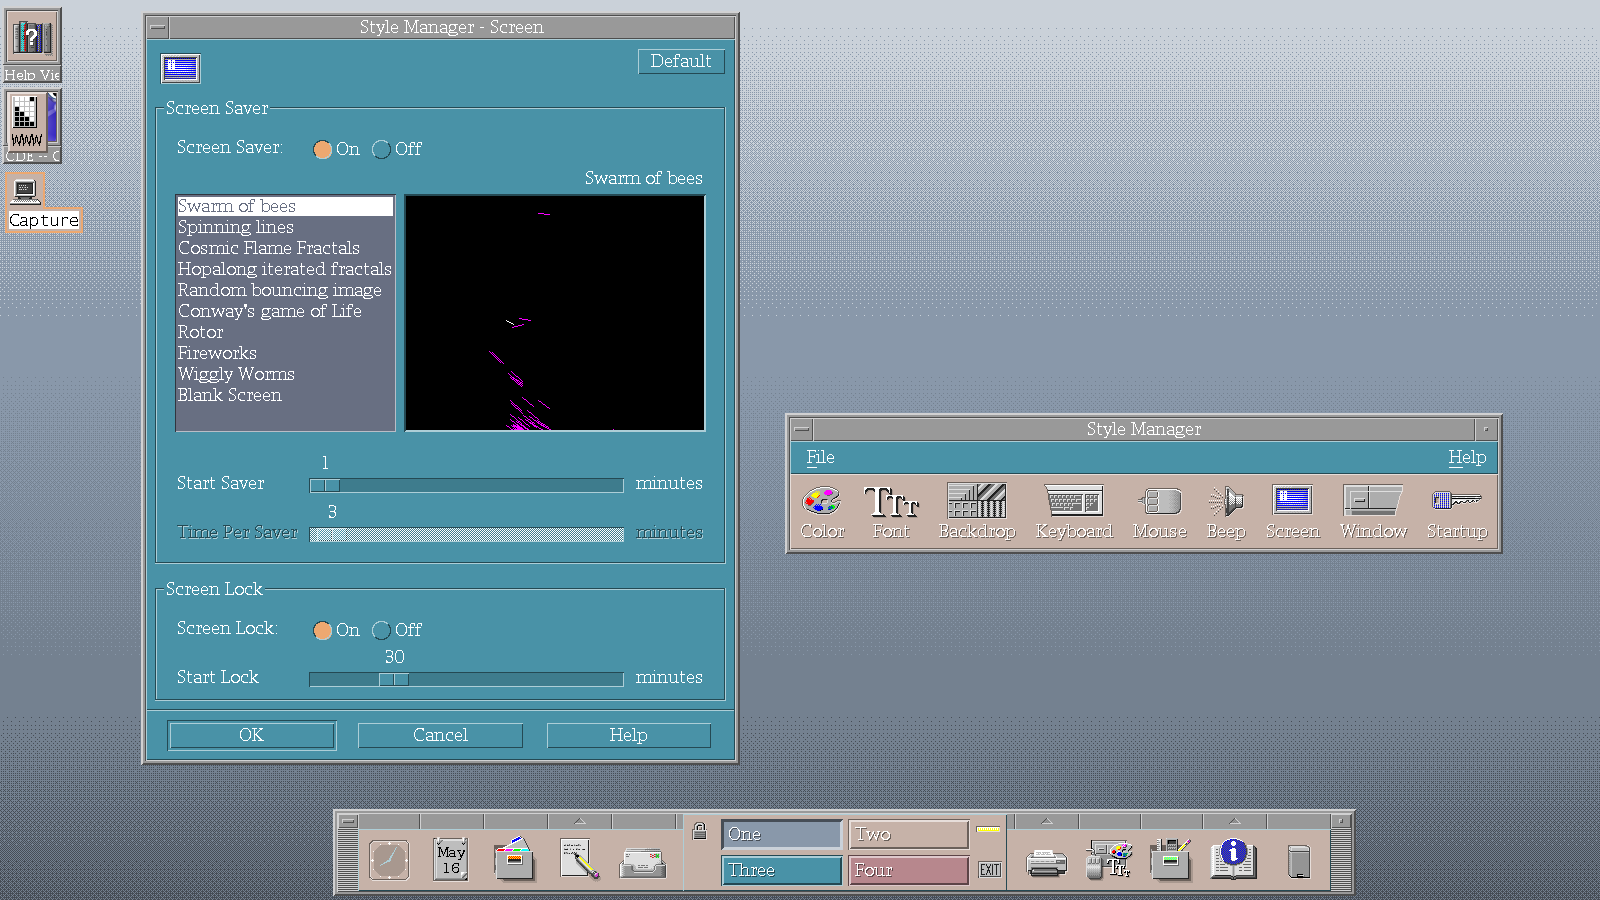 Help Vie
CDE -- C
Capture
Style Manager - Screen
Default
Screen Saver
Screen Saver: On Off
Swarm of bees
Swarm of bees
Spinning lines
Cosmic Flame Fractals
Hopalong iterated fractals
Random bouncing image
Conway's game of Life
Rotor
Fireworks
Wiggly Worms
Blank Screen
1
Start Saver minutes
3
Time Per Saver minutes
Screen Lock
Screen Lock: On Off
30
Start Lock minutes
OK Cancel Help
Style Manager
File Help
Color Font Backdrop Keyboard Mouse Beep Screen Window Startup
May
16
One Two
Three Four
EXIT